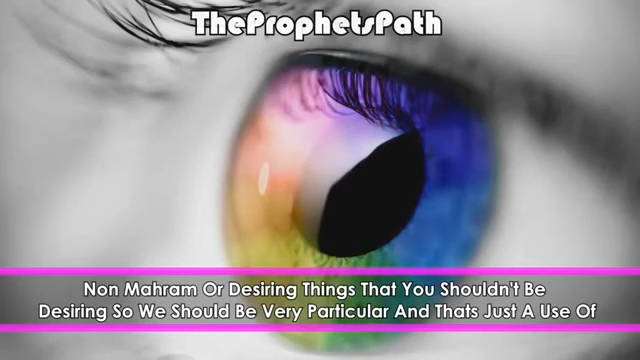 TheProphetsPath
Non Mahram Or Desiring Things That You Shouldn't Be
Desiring So We Should Be Very Particular And Thats Just A Use Of